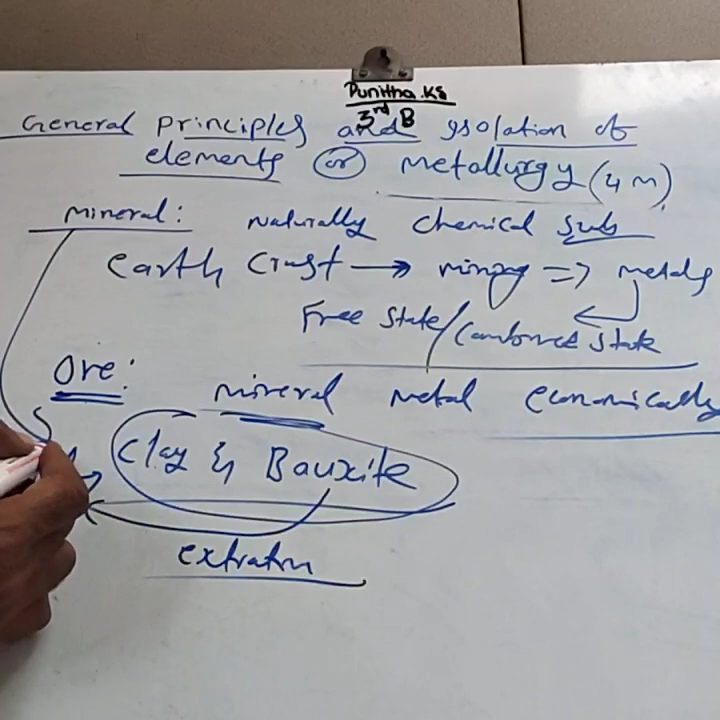 Punitha.KS
3rd B
General principles and isolation of
elements (or) metallurgy (4 m)
mineral: Naturally chemical sub
earth crust → mining => metals
Free state/combined state
Ore: mineral metal economically
Clay & Bauxite